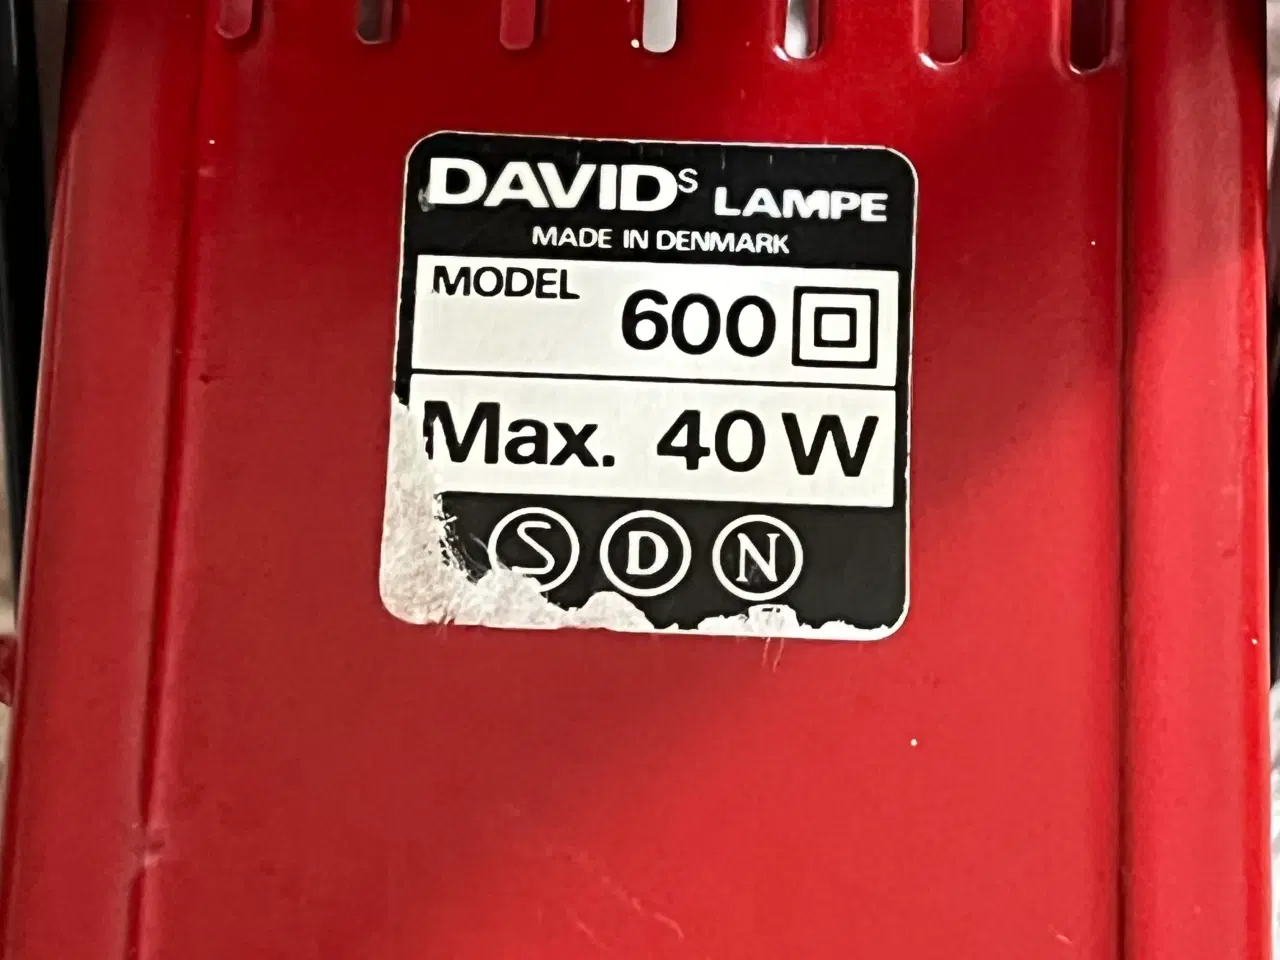 DAVIDS LAMPE
MADE IN DENMARK
MODEL
600
Max. 40 W
S D N